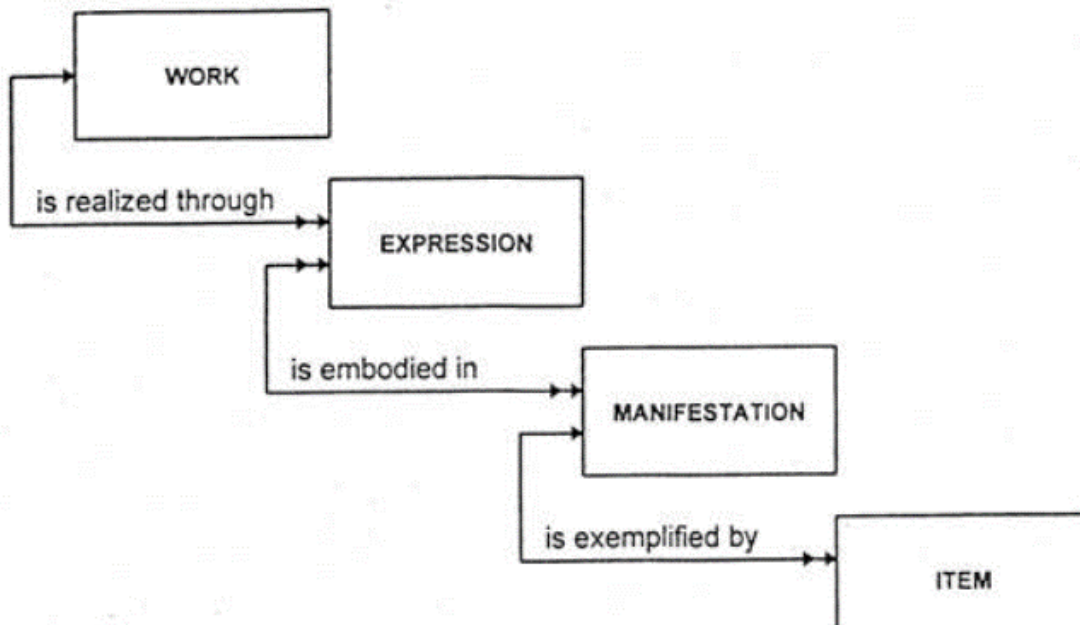 WORK
is realized through
EXPRESSION
is embodied in
MANIFESTATION
is exemplified by
ITEM